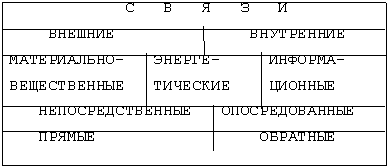 С В Я З И
ВНЕШНИЕ ВНУТРЕННИЕ
МАТЕРИАЛЬНО- ЭНЕРГЕ- ИНФОРМА-
ВЕЩЕСТВЕННЫЕ ТИЧЕСКИЕ ЦИОННЫЕ
НЕПОСРЕДСТВЕННЫЕ ОПОСРЕДОВАННЫЕ
ПРЯМЫЕ ОБРАТНЫЕ